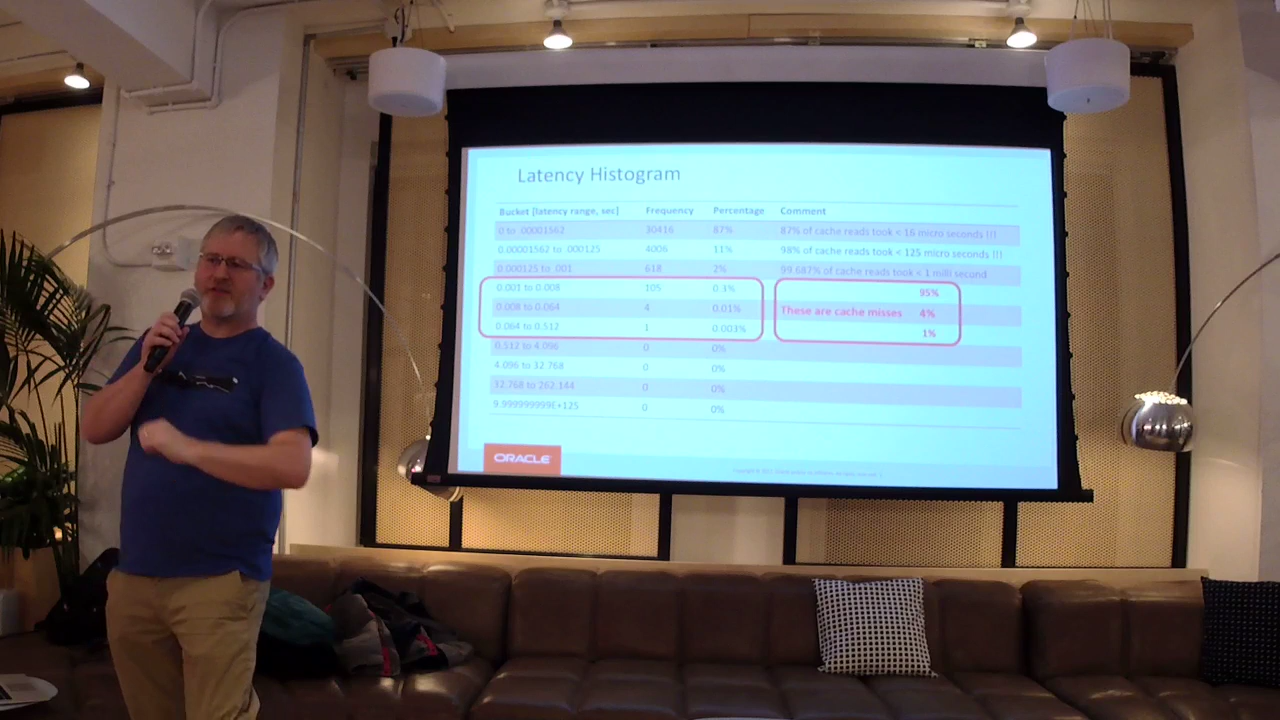 Latency Histogram
Bucket [latency range, sec] Frequency Percentage Comment
0 to .00001562 30416 87% 87% of cache reads took < 16 micro seconds !!!
0.00001562 to .000125 4006 11% 98% of cache reads took < 125 micro seconds !!!
0.000125 to .001 618 2% 99.687% of cache reads took < 1 milli second
0.001 to 0.008 105 0.3% 95%
0.008 to 0.064 4 0.01% These are cache misses 4%
0.064 to 0.512 1 0.003% 1%
0.512 to 4.096 0 0%
4.096 to 32.768 0 0%
32.768 to 262.144 0 0%
9.999999999E+125 0 0%
ORACLE